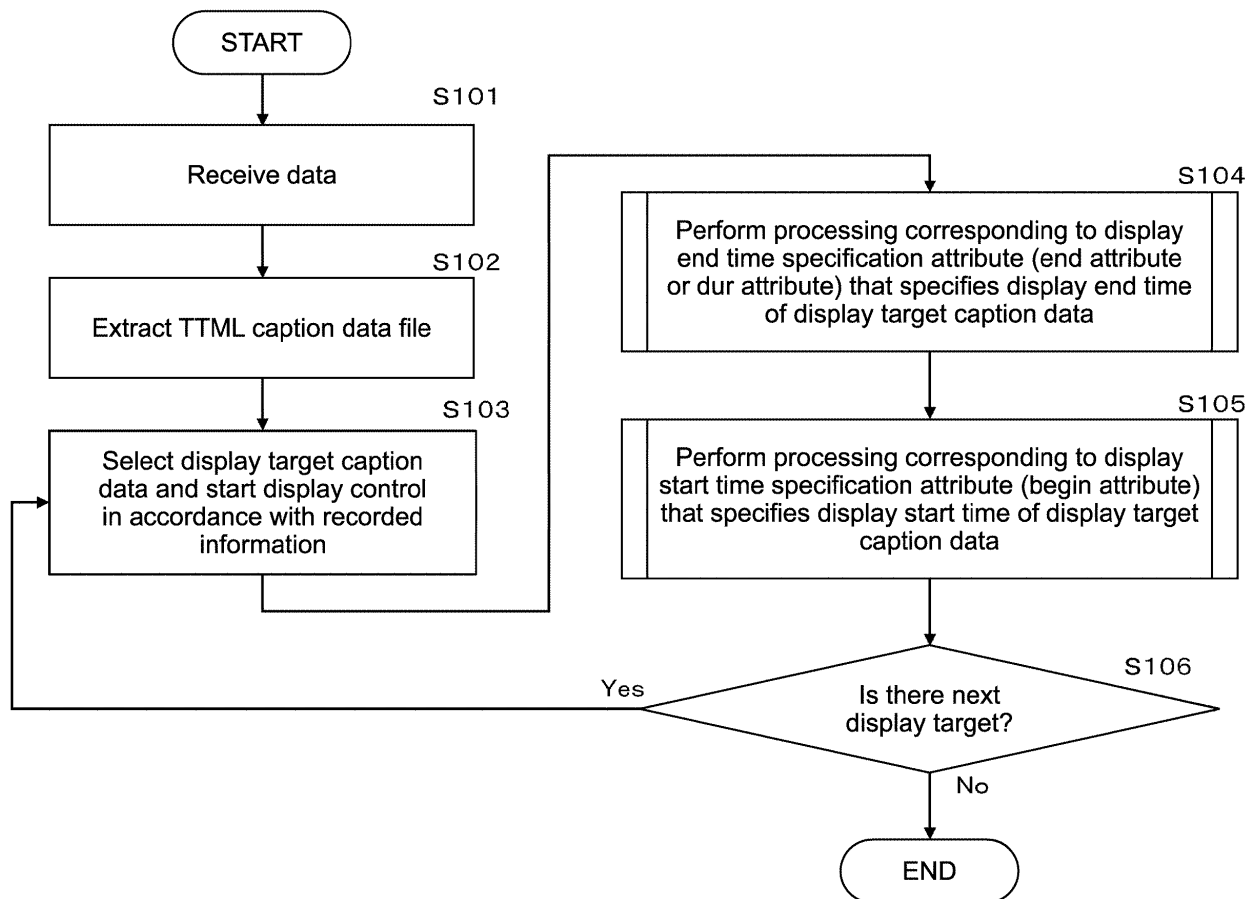 START
S101
Receive data
S102
Extract TTML caption data file
S103
Select display target caption
data and start display control
in accordance with recorded
information
S104
Perform processing corresponding to display
end time specification attribute (end attribute
or dur attribute) that specifies display end time
of display target caption data
S105
Perform processing corresponding to display
start time specification attribute (begin attribute)
that specifies display start time of display target
caption data
S106
Is there next
display target?
Yes
No
END